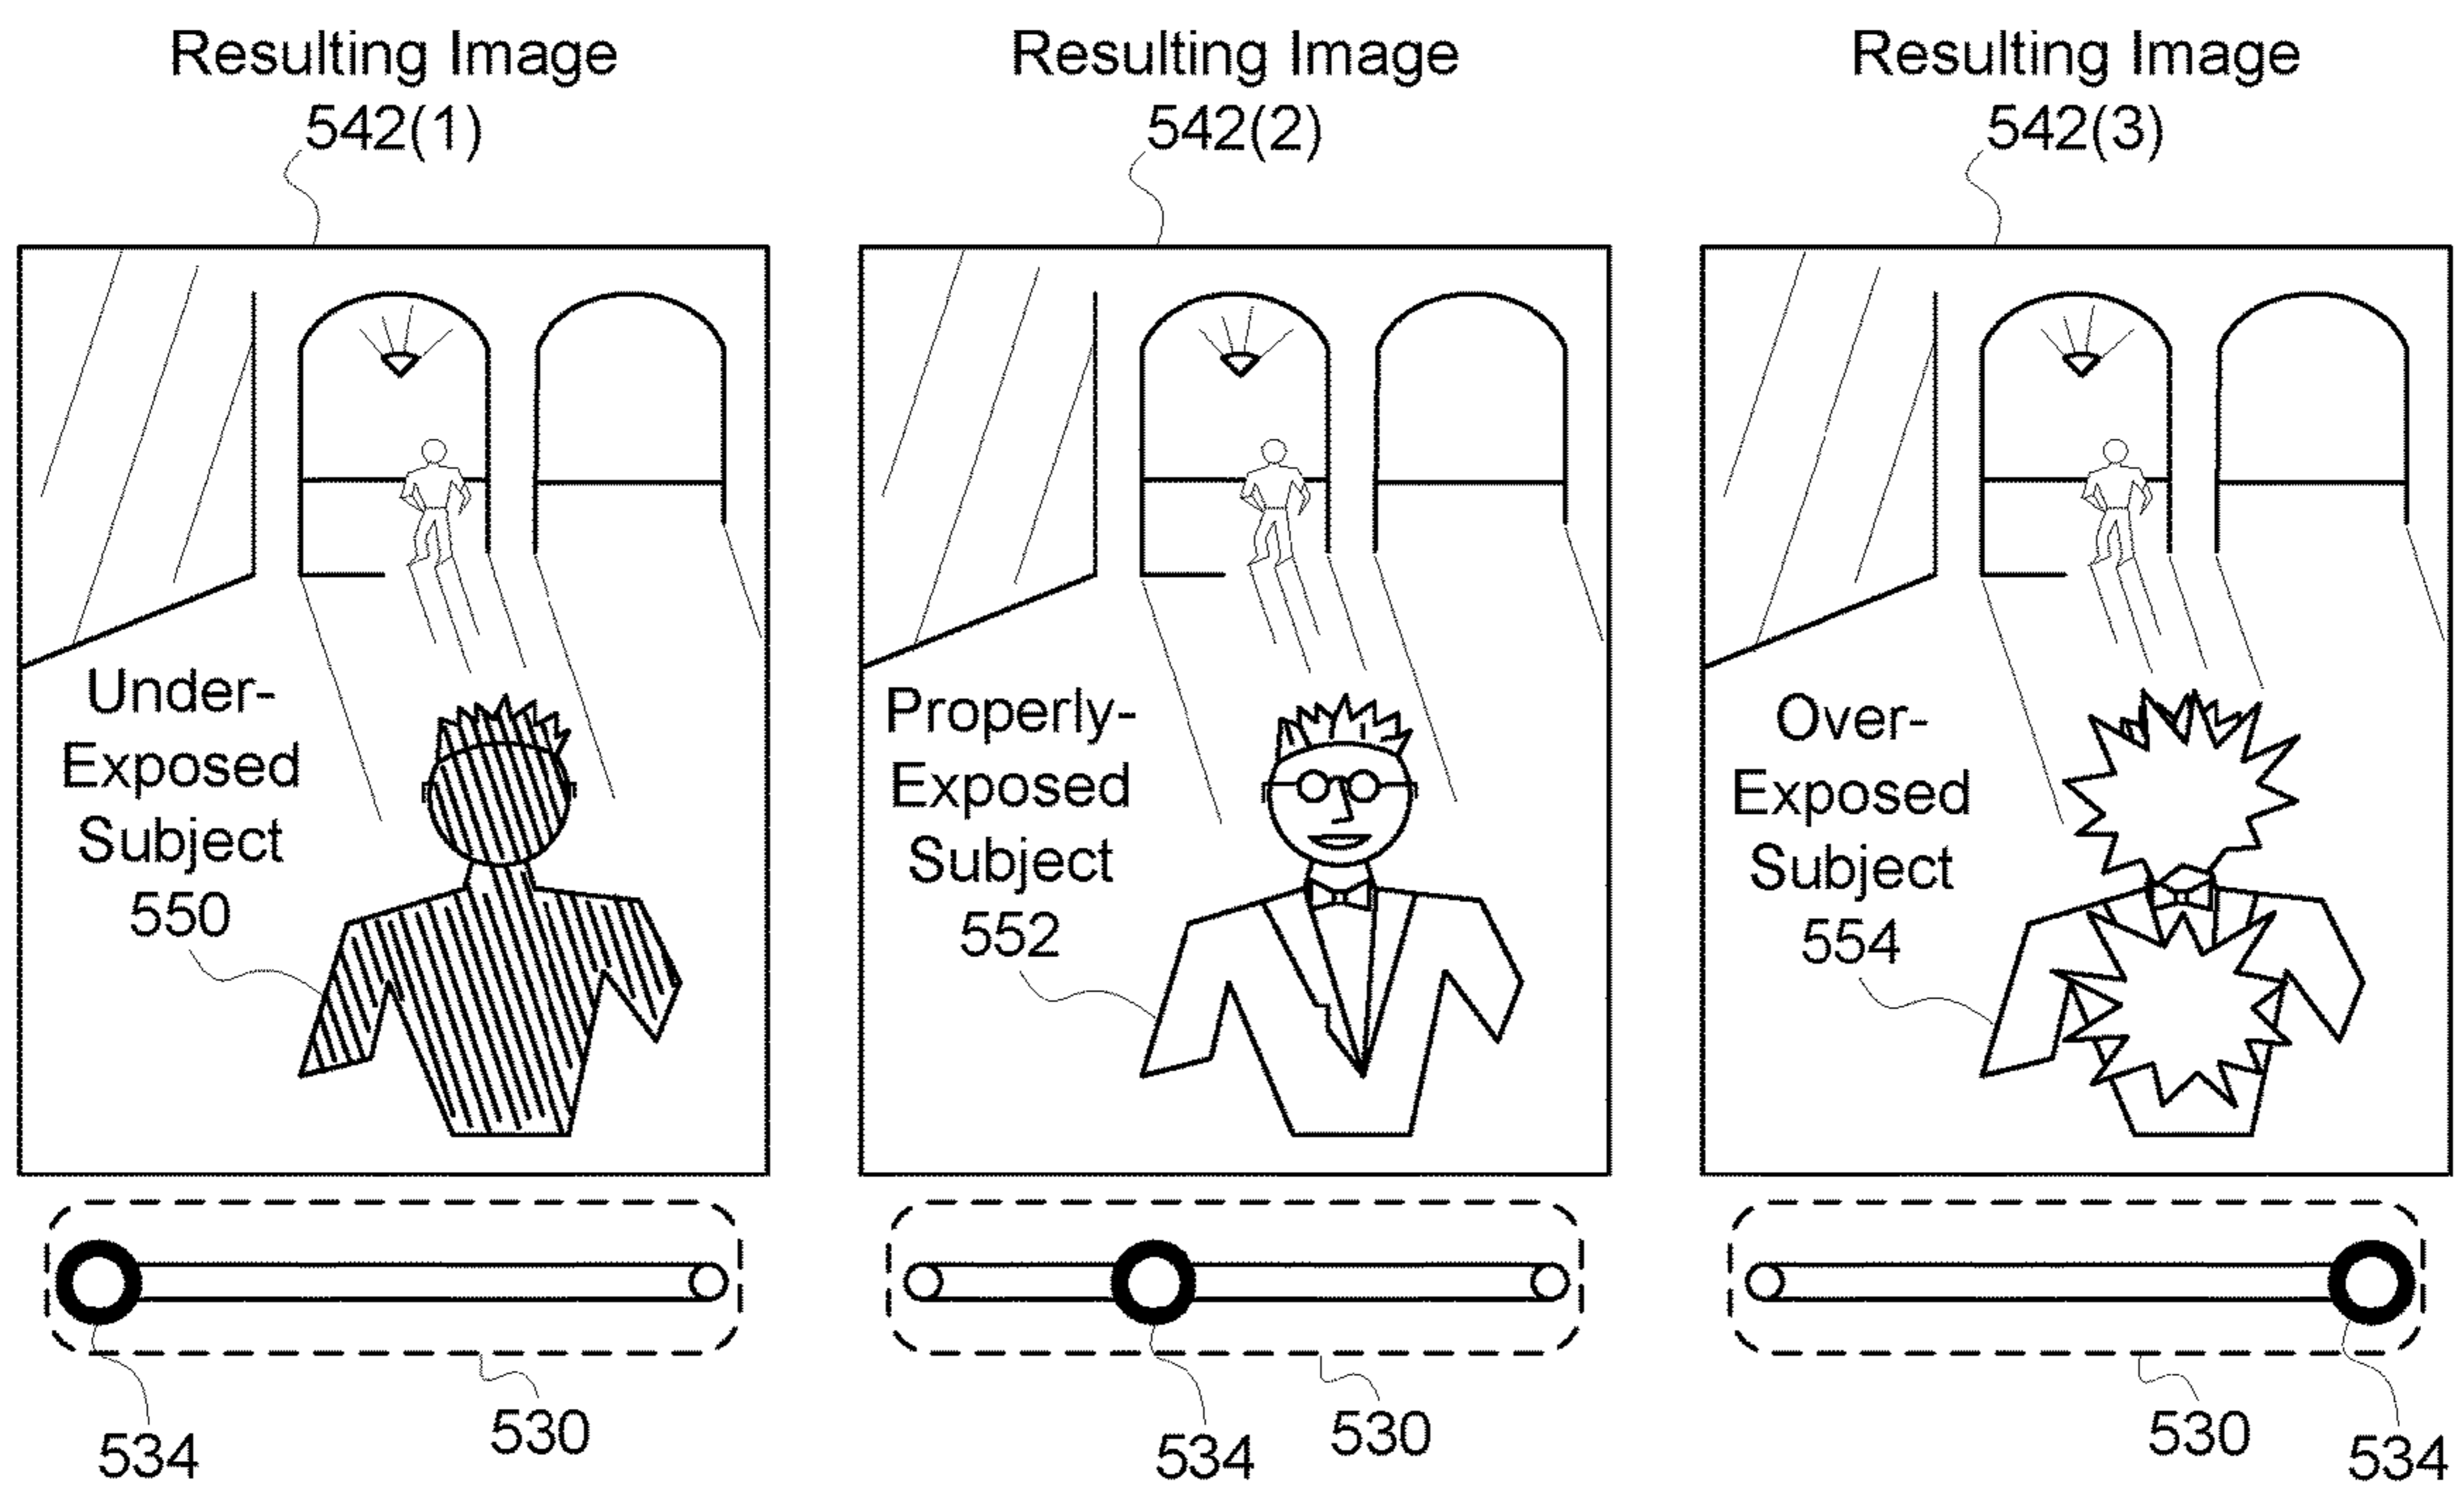 Resulting Image
542(1)
Resulting Image
542(2)
Resulting Image
542(3)
Under-
Exposed
Subject
550
Properly-
Exposed
Subject
552
Over-
Exposed
Subject
554
534
530
534
530
530
534